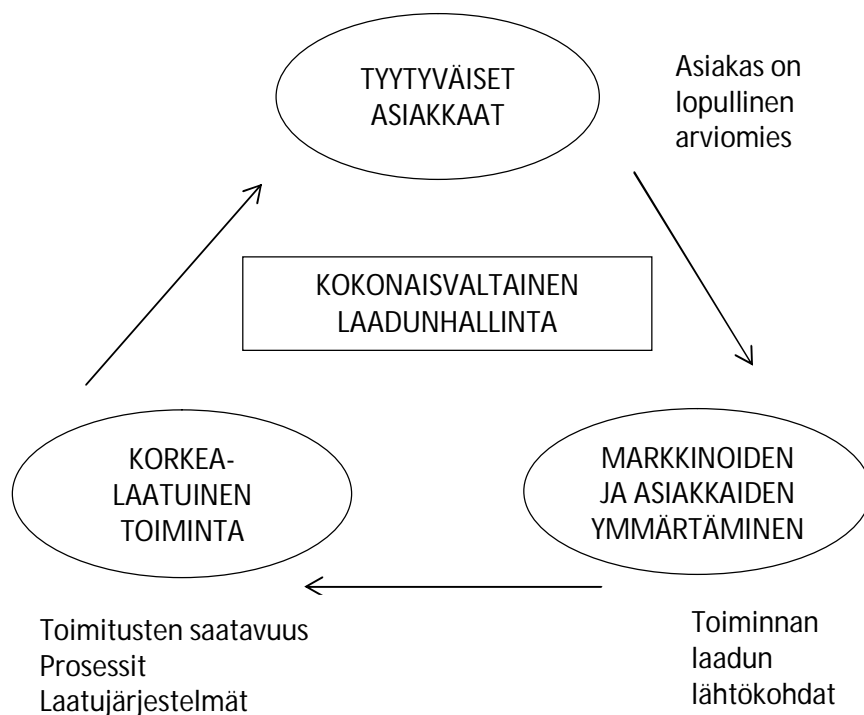 TYYTYVÄISET
ASIAKKAAT
Asiakas on
lopullinen
arviomies
KOKONAISVALTAINEN
LAADUNHALLINTA
KORKEA-
LAATUINEN
TOIMINTA
MARKKINOIDEN
JA ASIAKKAIDEN
YMMÄRTÄMINEN
Toimitusten saatavuus
Prosessit
Laatujärjestelmät
Toiminnan
laadun
lähtökohdat